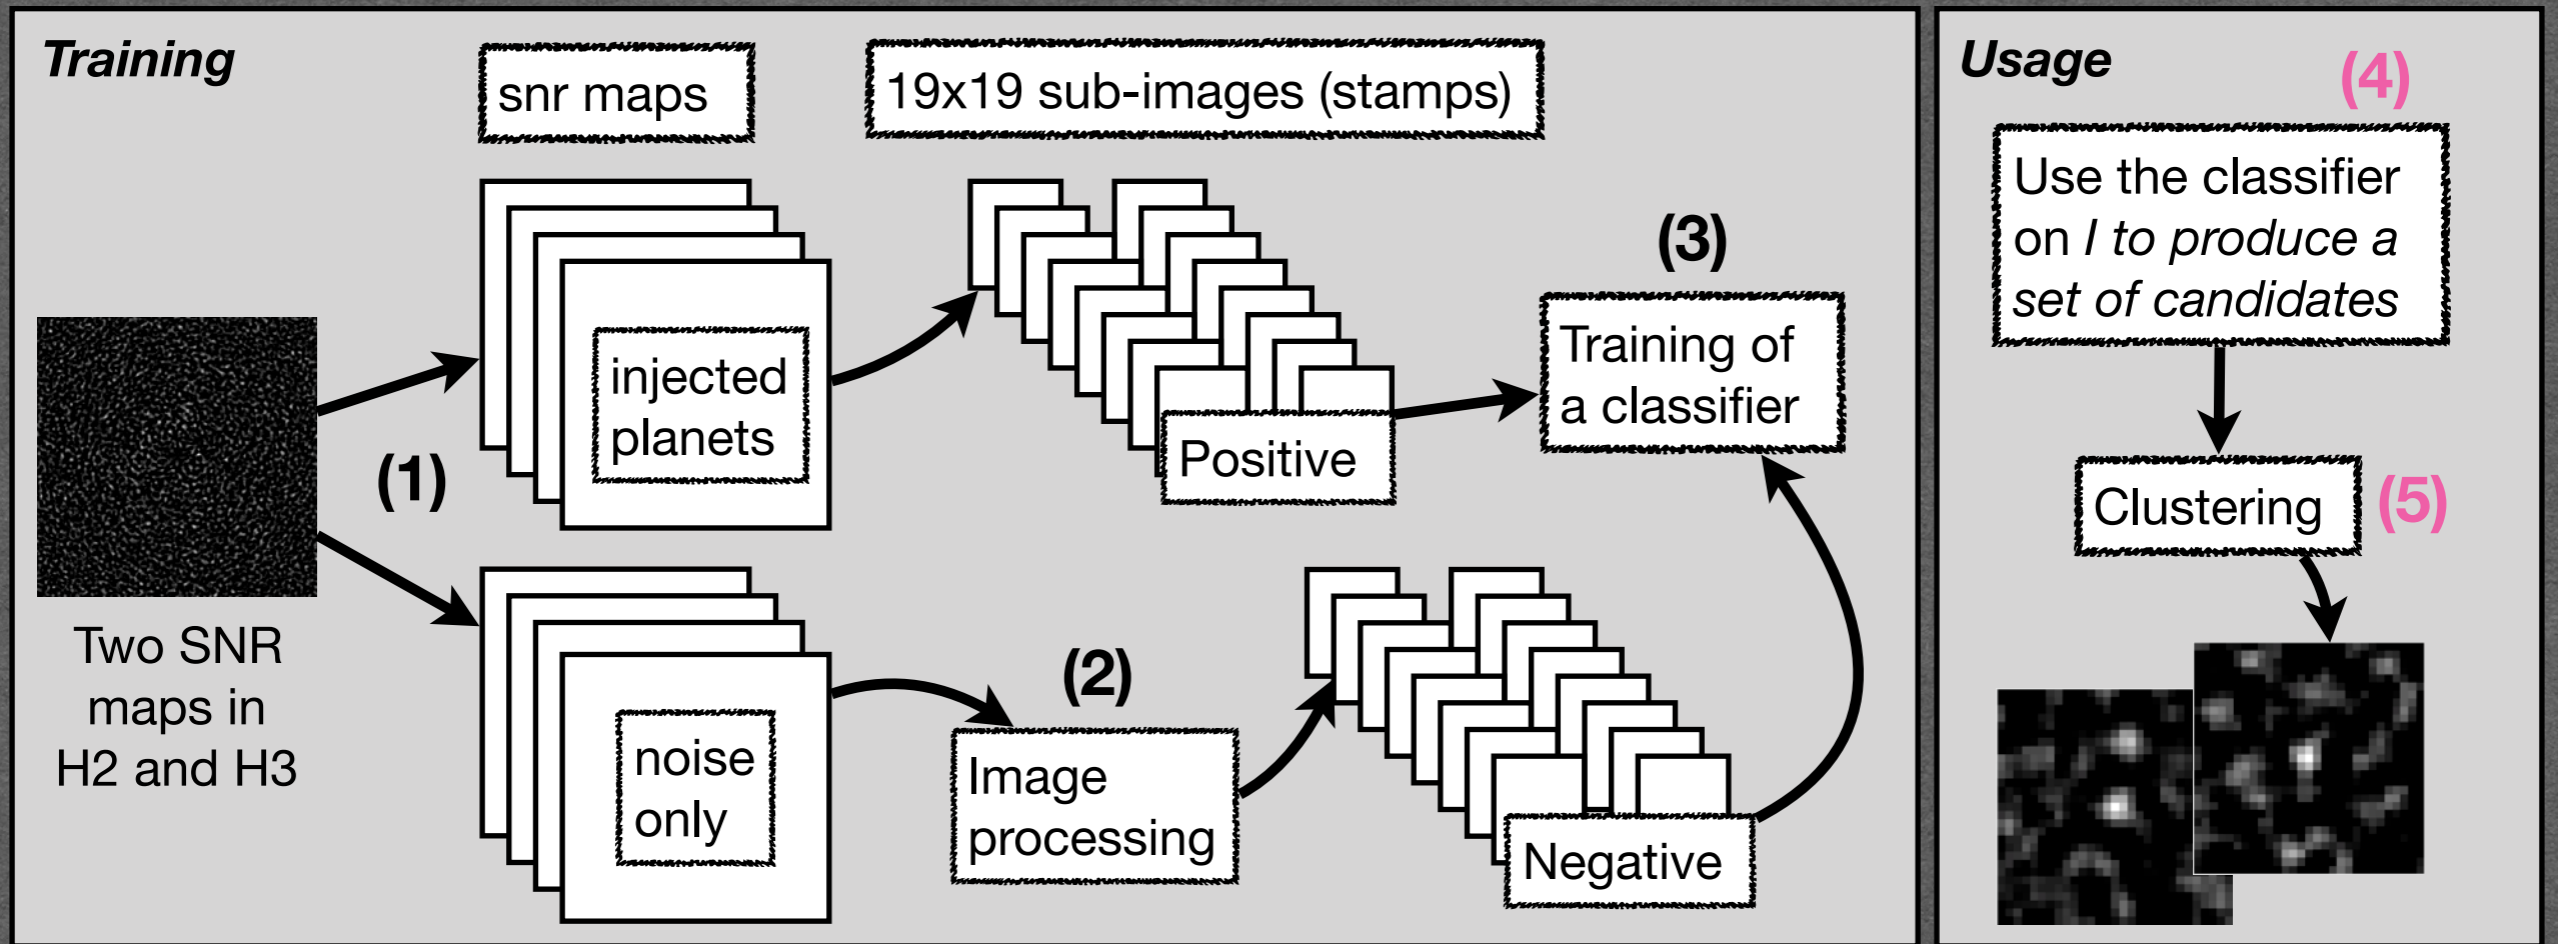 Training
snr maps
19x19 sub-images (stamps)
injected
planets
(1)
Positive
(3)
Training of
a classifier
Two SNR
maps in
H2 and H3
noise
only
(2)
Image
processing
Negative
Usage
(4)
Use the classifier
on I to produce a
set of candidates
Clustering
(5)